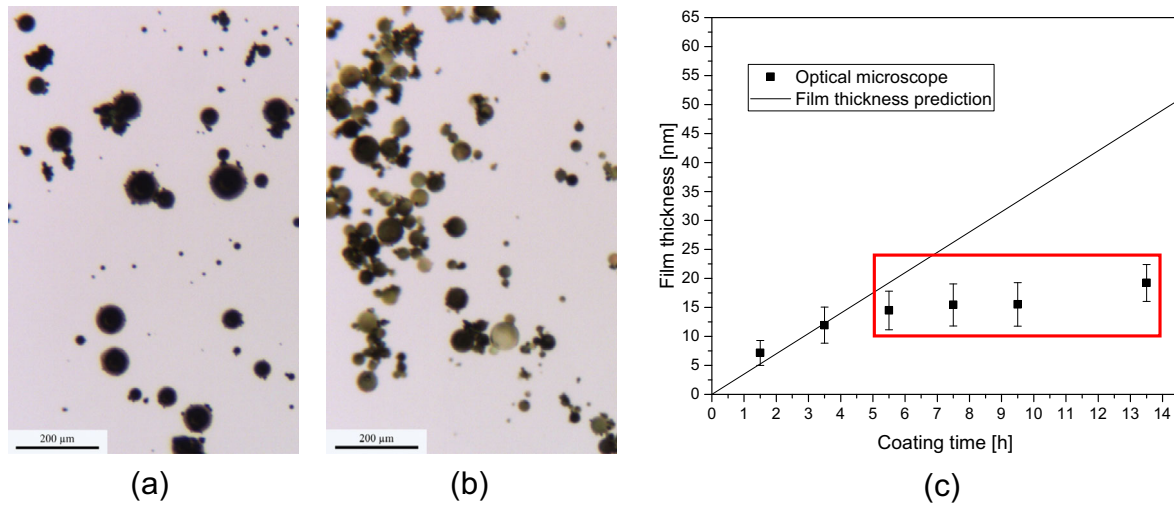 200 µm
(a)
200 µm
(b)
Film thickness [nm]
65
60
55
50
45
40
35
30
25
20
15
10
5
0
Optical microscope
Film thickness prediction
0 1 2 3 4 5 6 7 8 9 10 11 12 13 14
Coating time [h]
(c)